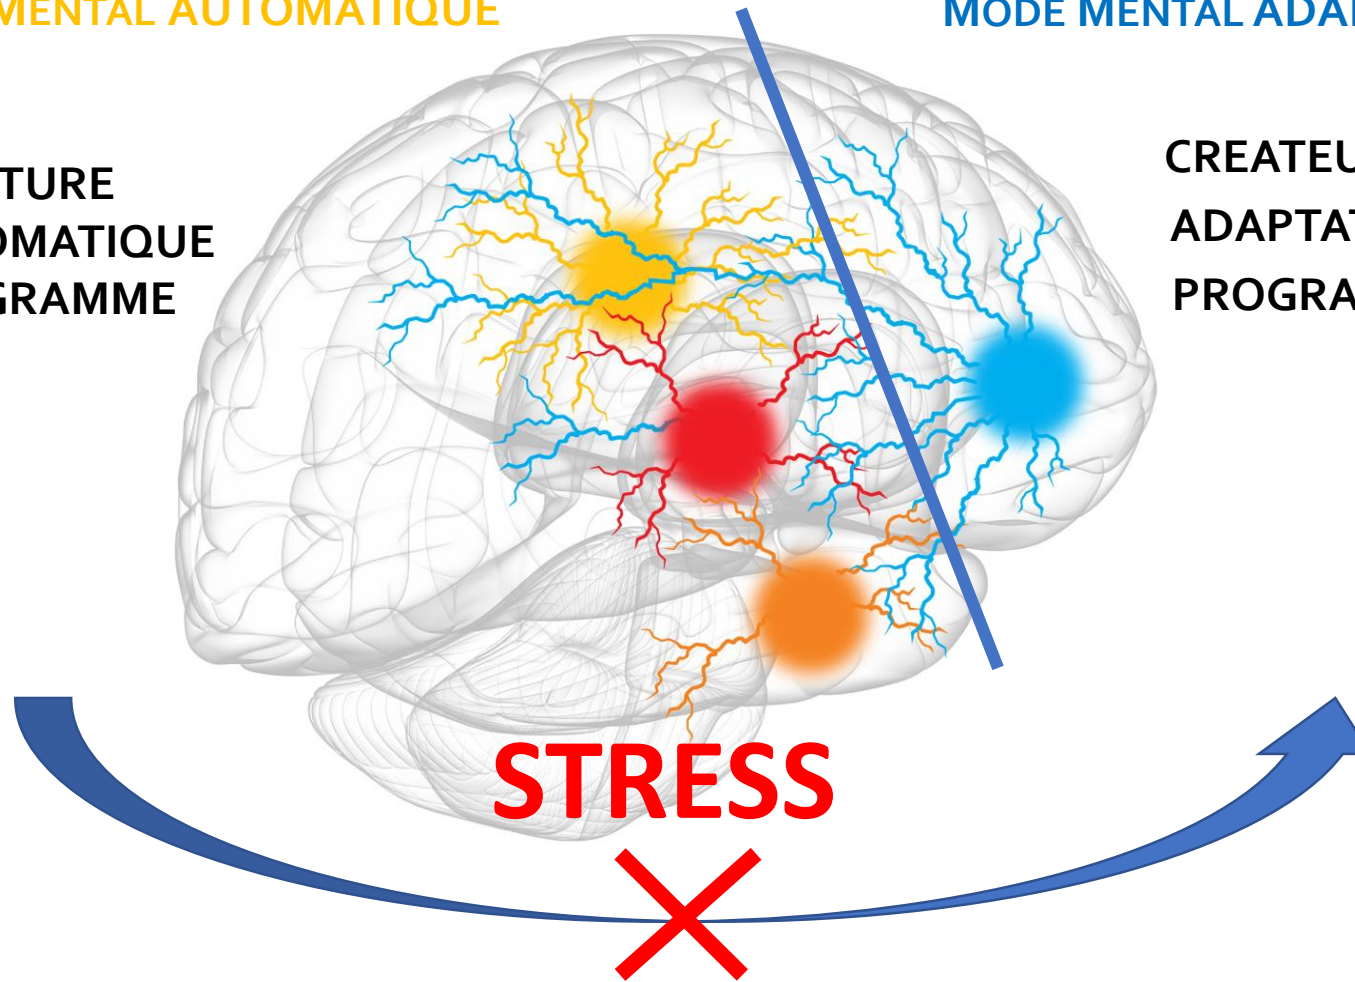 MENTAL AUTOMATIQUE
MODE MENTAL ADA
TURE
OMATIQUE
GRAMME
CREATEU
ADAPTAT
PROGRA
STRESS